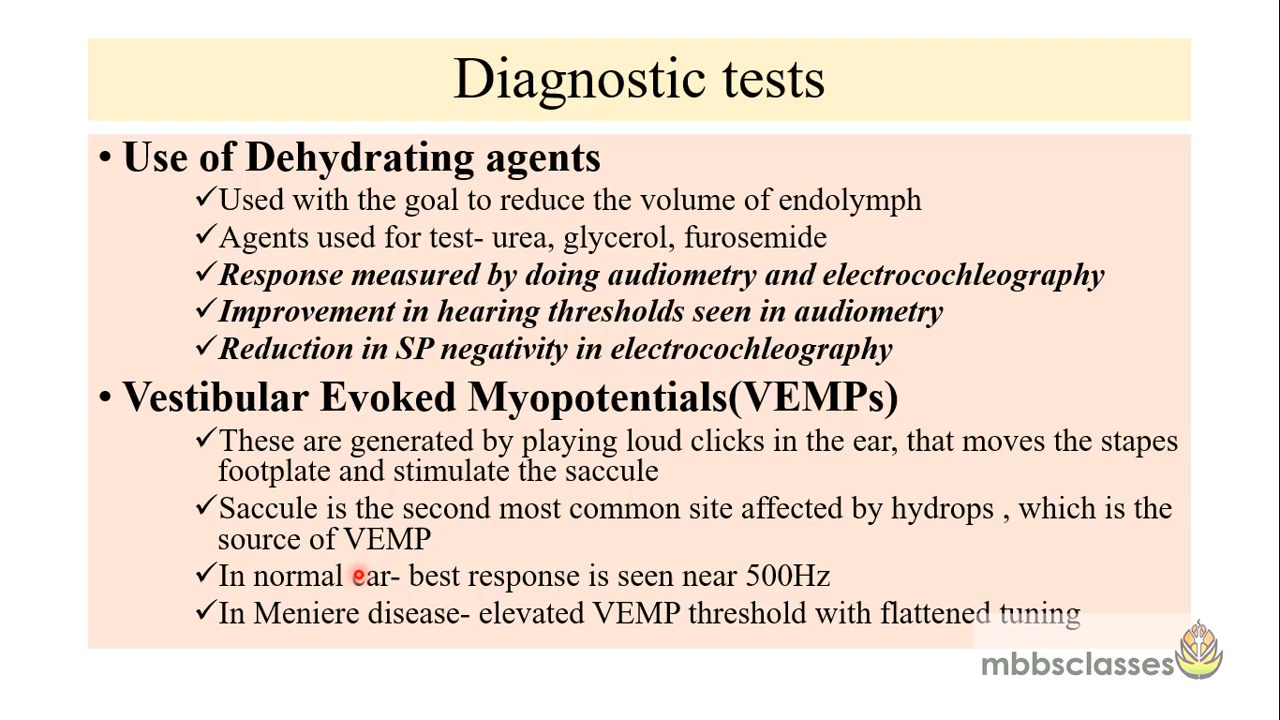 Diagnostic tests
• Use of Dehydrating agents
✓Used with the goal to reduce the volume of endolymph
✓Agents used for test- urea, glycerol, furosemide
✓Response measured by doing audiometry and electrocochleography
✓Improvement in hearing thresholds seen in audiometry
✓Reduction in SP negativity in electrocochleography
• Vestibular Evoked Myopotentials(VEMPs)
✓These are generated by playing loud clicks in the ear, that moves the stapes
footplate and stimulate the saccule
✓Saccule is the second most common site affected by hydrops , which is the
source of VEMP
✓In normal ear- best response is seen near 500Hz
✓In Meniere disease- elevated VEMP threshold with flattened tuning
mbbsclasses